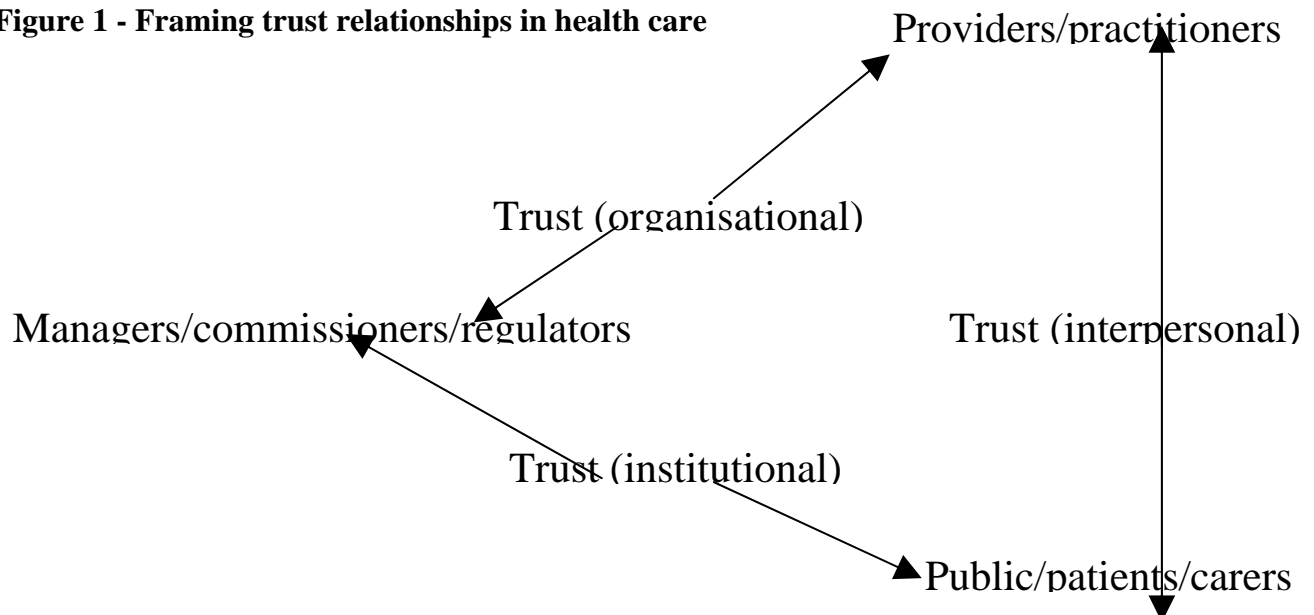 Figure 1 - Framing trust relationships in health care
Providers/practitioners
Trust (organisational)
Managers/commissioners/regulators
Trust (interpersonal)
Trust (institutional)
Public/patients/carers